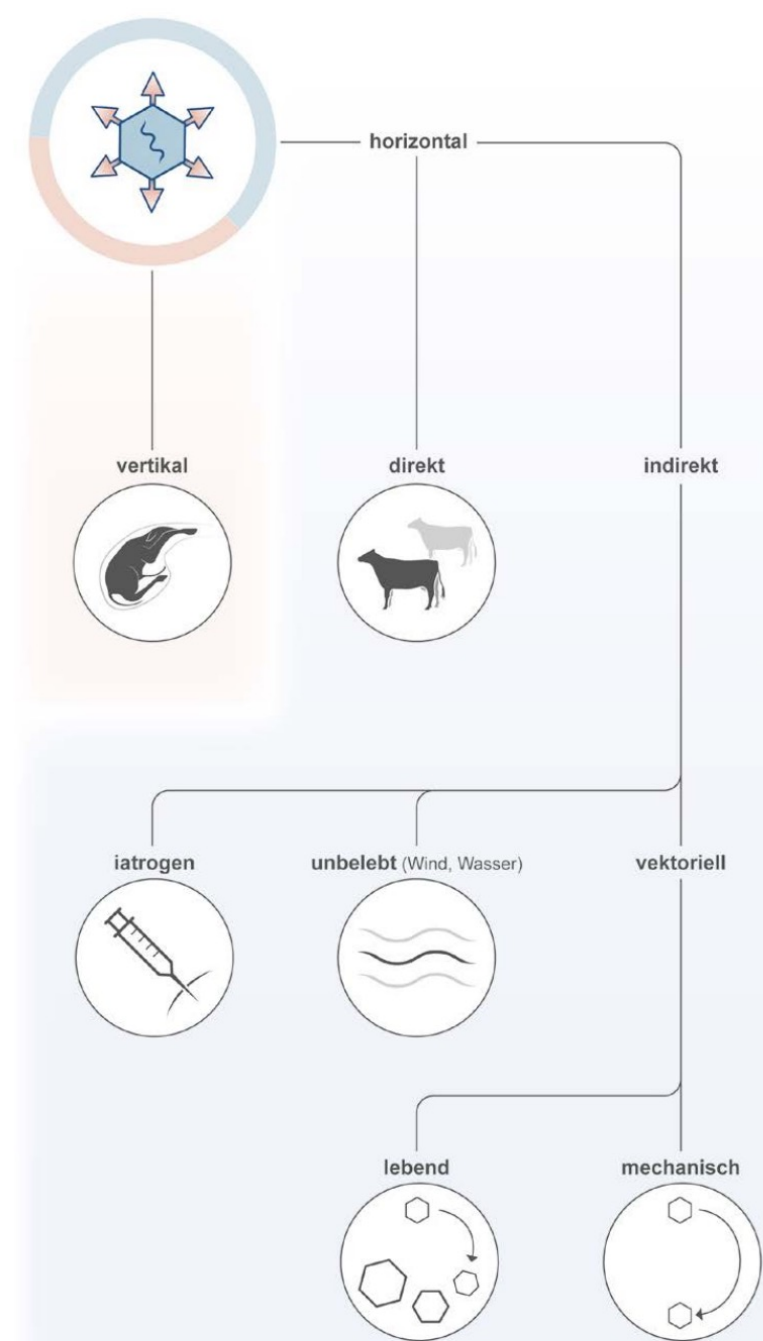 horizontal
vertikal
direkt
indirekt
iatrogen
unbelebt (Wind, Wasser)
vektoriell
lebend
mechanisch